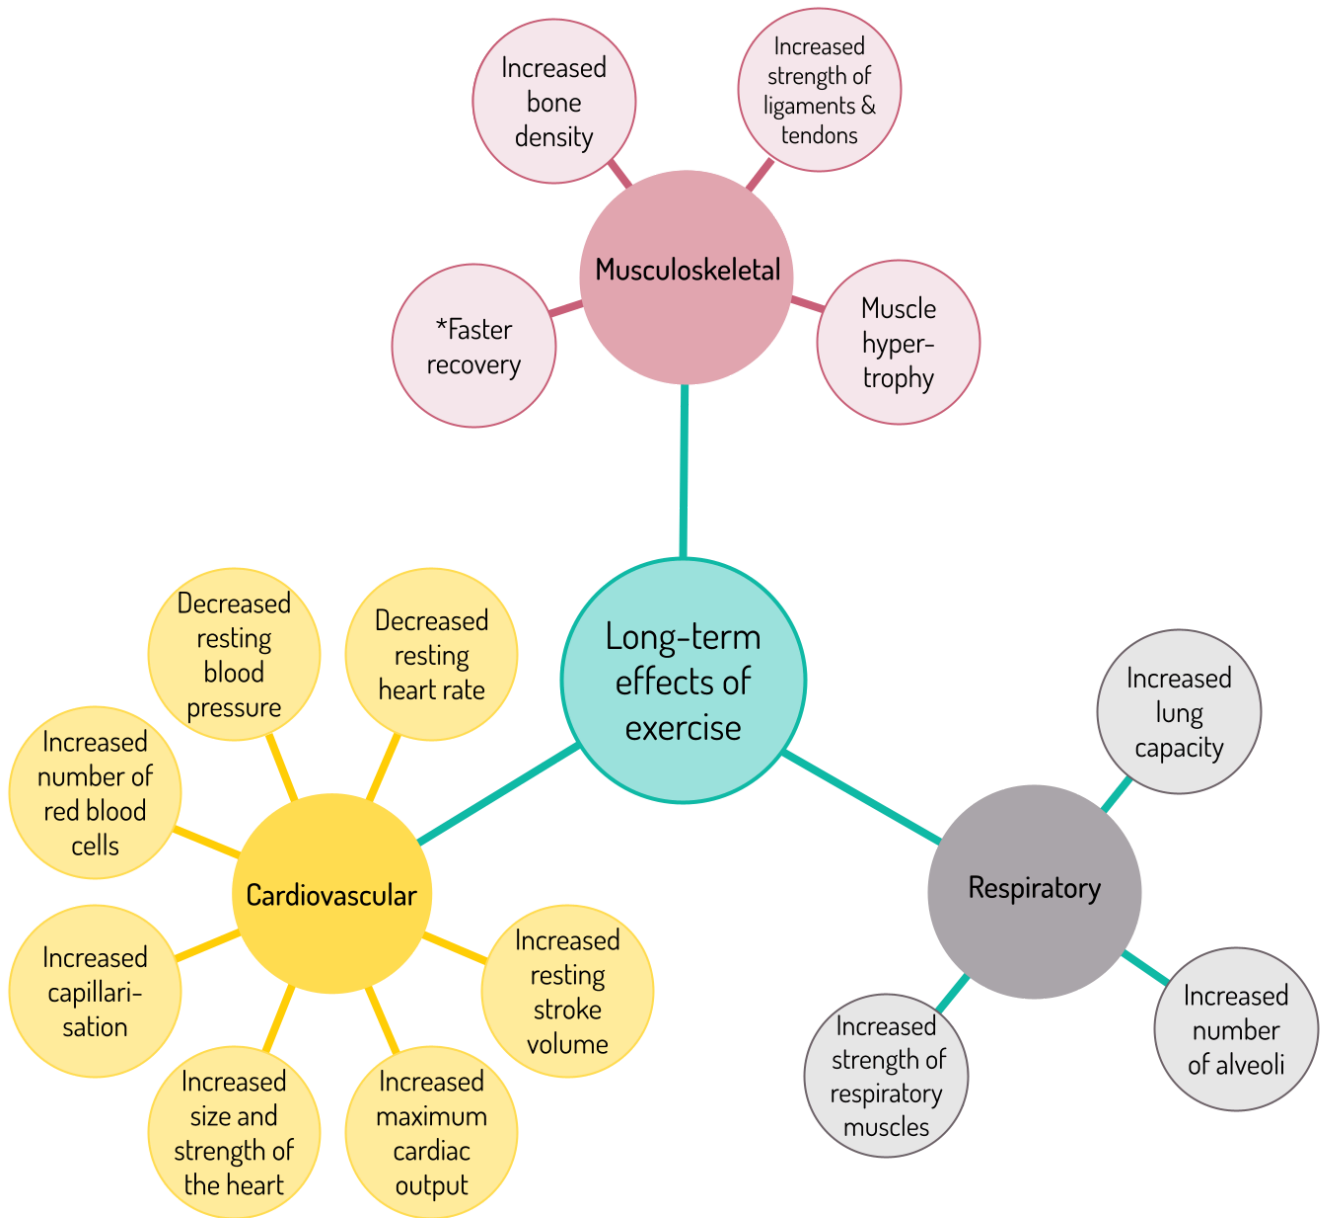 Increased
bone
density
Increased
strength of
ligaments &
tendons
Musculoskeletal
*Faster
recovery
Muscle
hyper-
trophy
Long-term
effects of
exercise
Decreased
resting
blood
pressure
Decreased
resting
heart rate
Increased
number of
red blood
cells
Cardiovascular
Increased
capillari-
sation
Increased
size and
strength of
the heart
Increased
maximum
cardiac
output
Increased
resting
stroke
volume
Increased
lung
capacity
Respiratory
Increased
number
of alveoli
Increased
strength of
respiratory
muscles